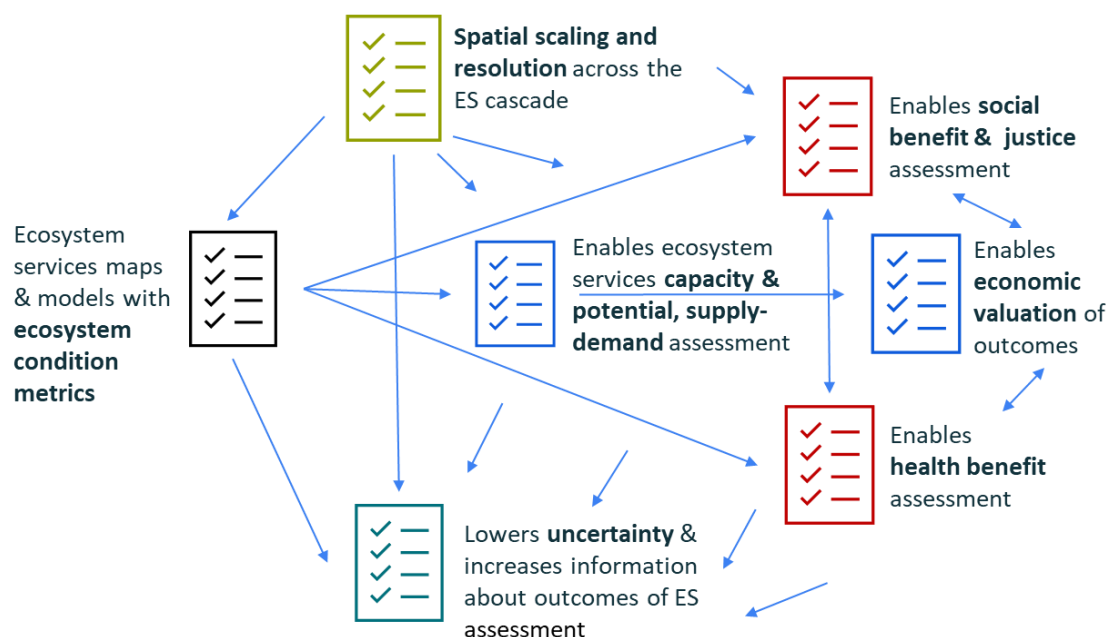 Spatial scaling and
resolution across the
ES cascade
Enables social
benefit & justice
assessment
Ecosystem
services maps
& models with
ecosystem
condition
metrics
Enables ecosystem
services capacity &
potential, supply-
demand assessment
Enables
economic
valuation of
outcomes
Enables
health benefit
assessment
Lowers uncertainty &
increases information
about outcomes of ES
assessment